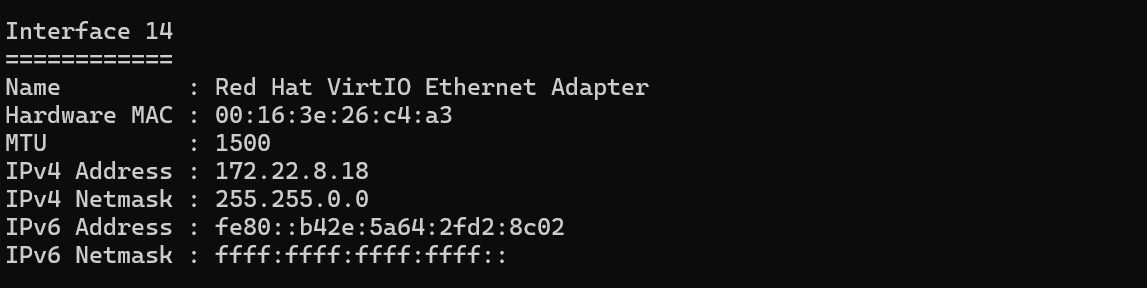 Interface 14
============
Name         : Red Hat VirtIO Ethernet Adapter
Hardware MAC : 00:16:3e:26:c4:a3
MTU          : 1500
IPv4 Address : 172.22.8.18
IPv4 Netmask : 255.255.0.0
IPv6 Address : fe80::b42e:5a64:2fd2:8c02
IPv6 Netmask : ffff:ffff:ffff:ffff::